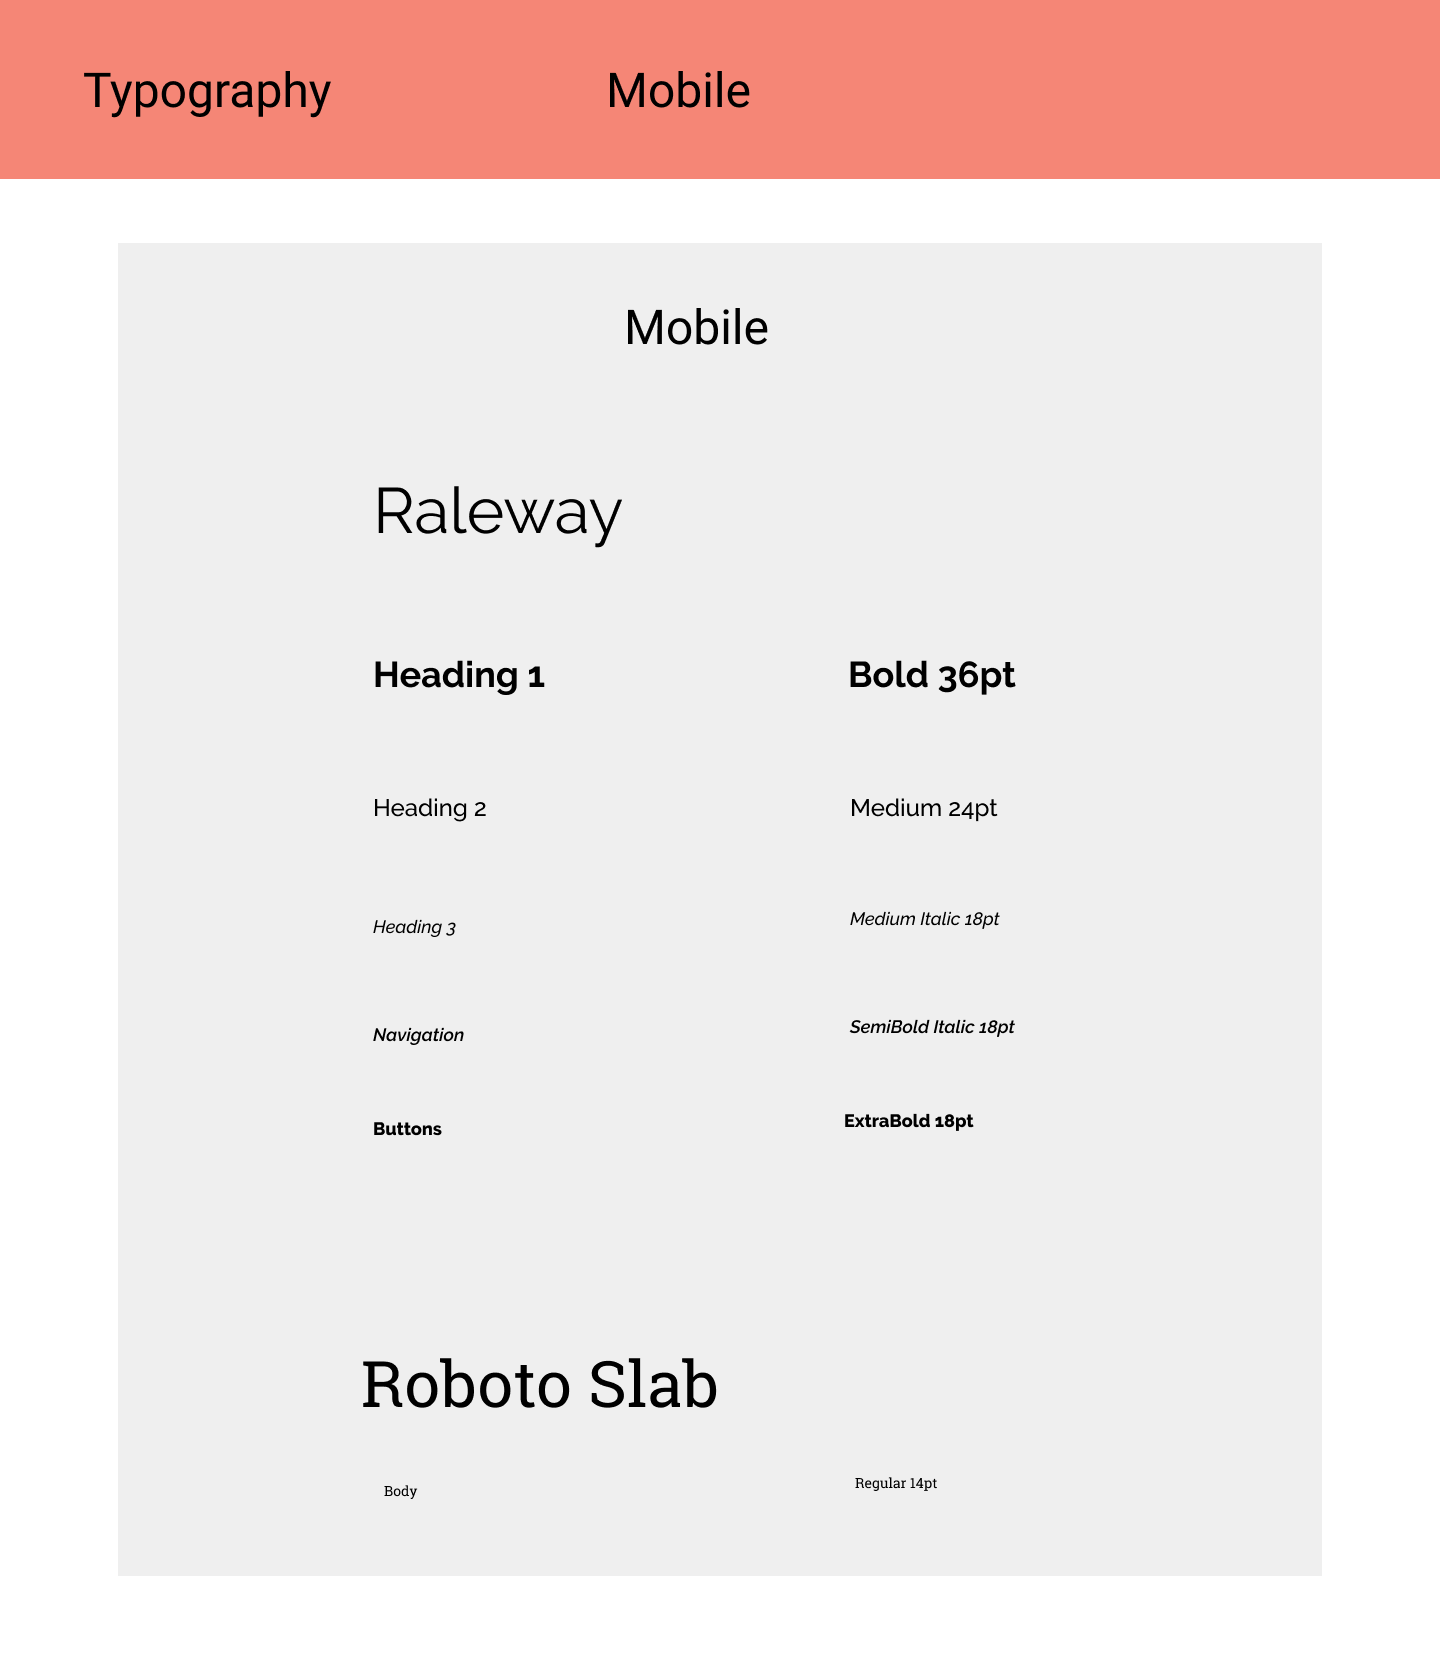 Typography
Mobile
Mobile
Raleway
Heading 1
Bold 36pt
Heading 2
Medium 24pt
Heading 3
Medium Italic 18pt
Navigation
SemiBold Italic 18pt
Buttons
ExtraBold 18pt
Roboto Slab
Body
Regular 14pt